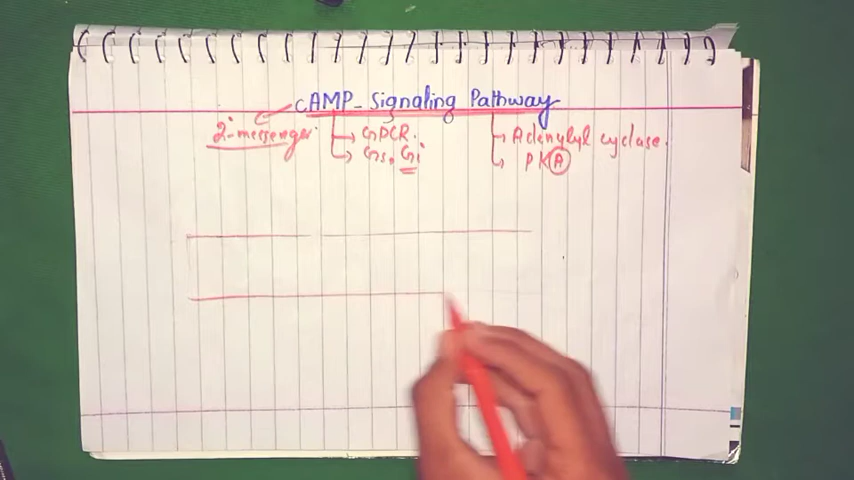 cAMP - Signaling Pathway
2° messenger
GPCR.
Adenylyl cyclase.
Gs, Gi
PKA